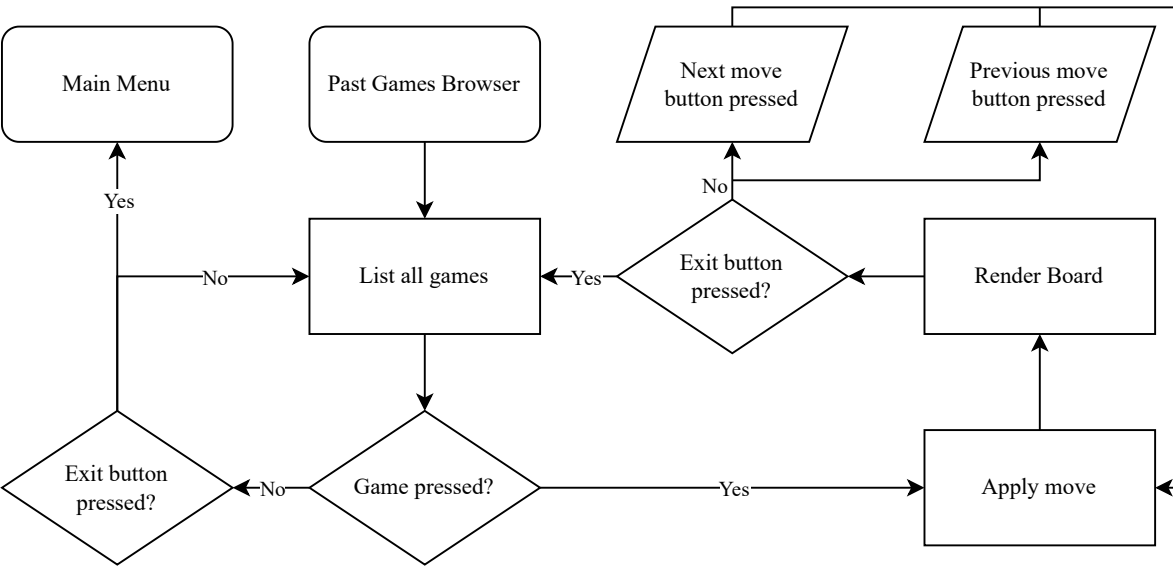 Main Menu
Past Games Browser
Next move
button pressed
Previous move
button pressed
Yes
No
No
List all games
Yes
Exit button
pressed?
Render Board
Exit button
pressed?
No
Game pressed?
Yes
Apply move